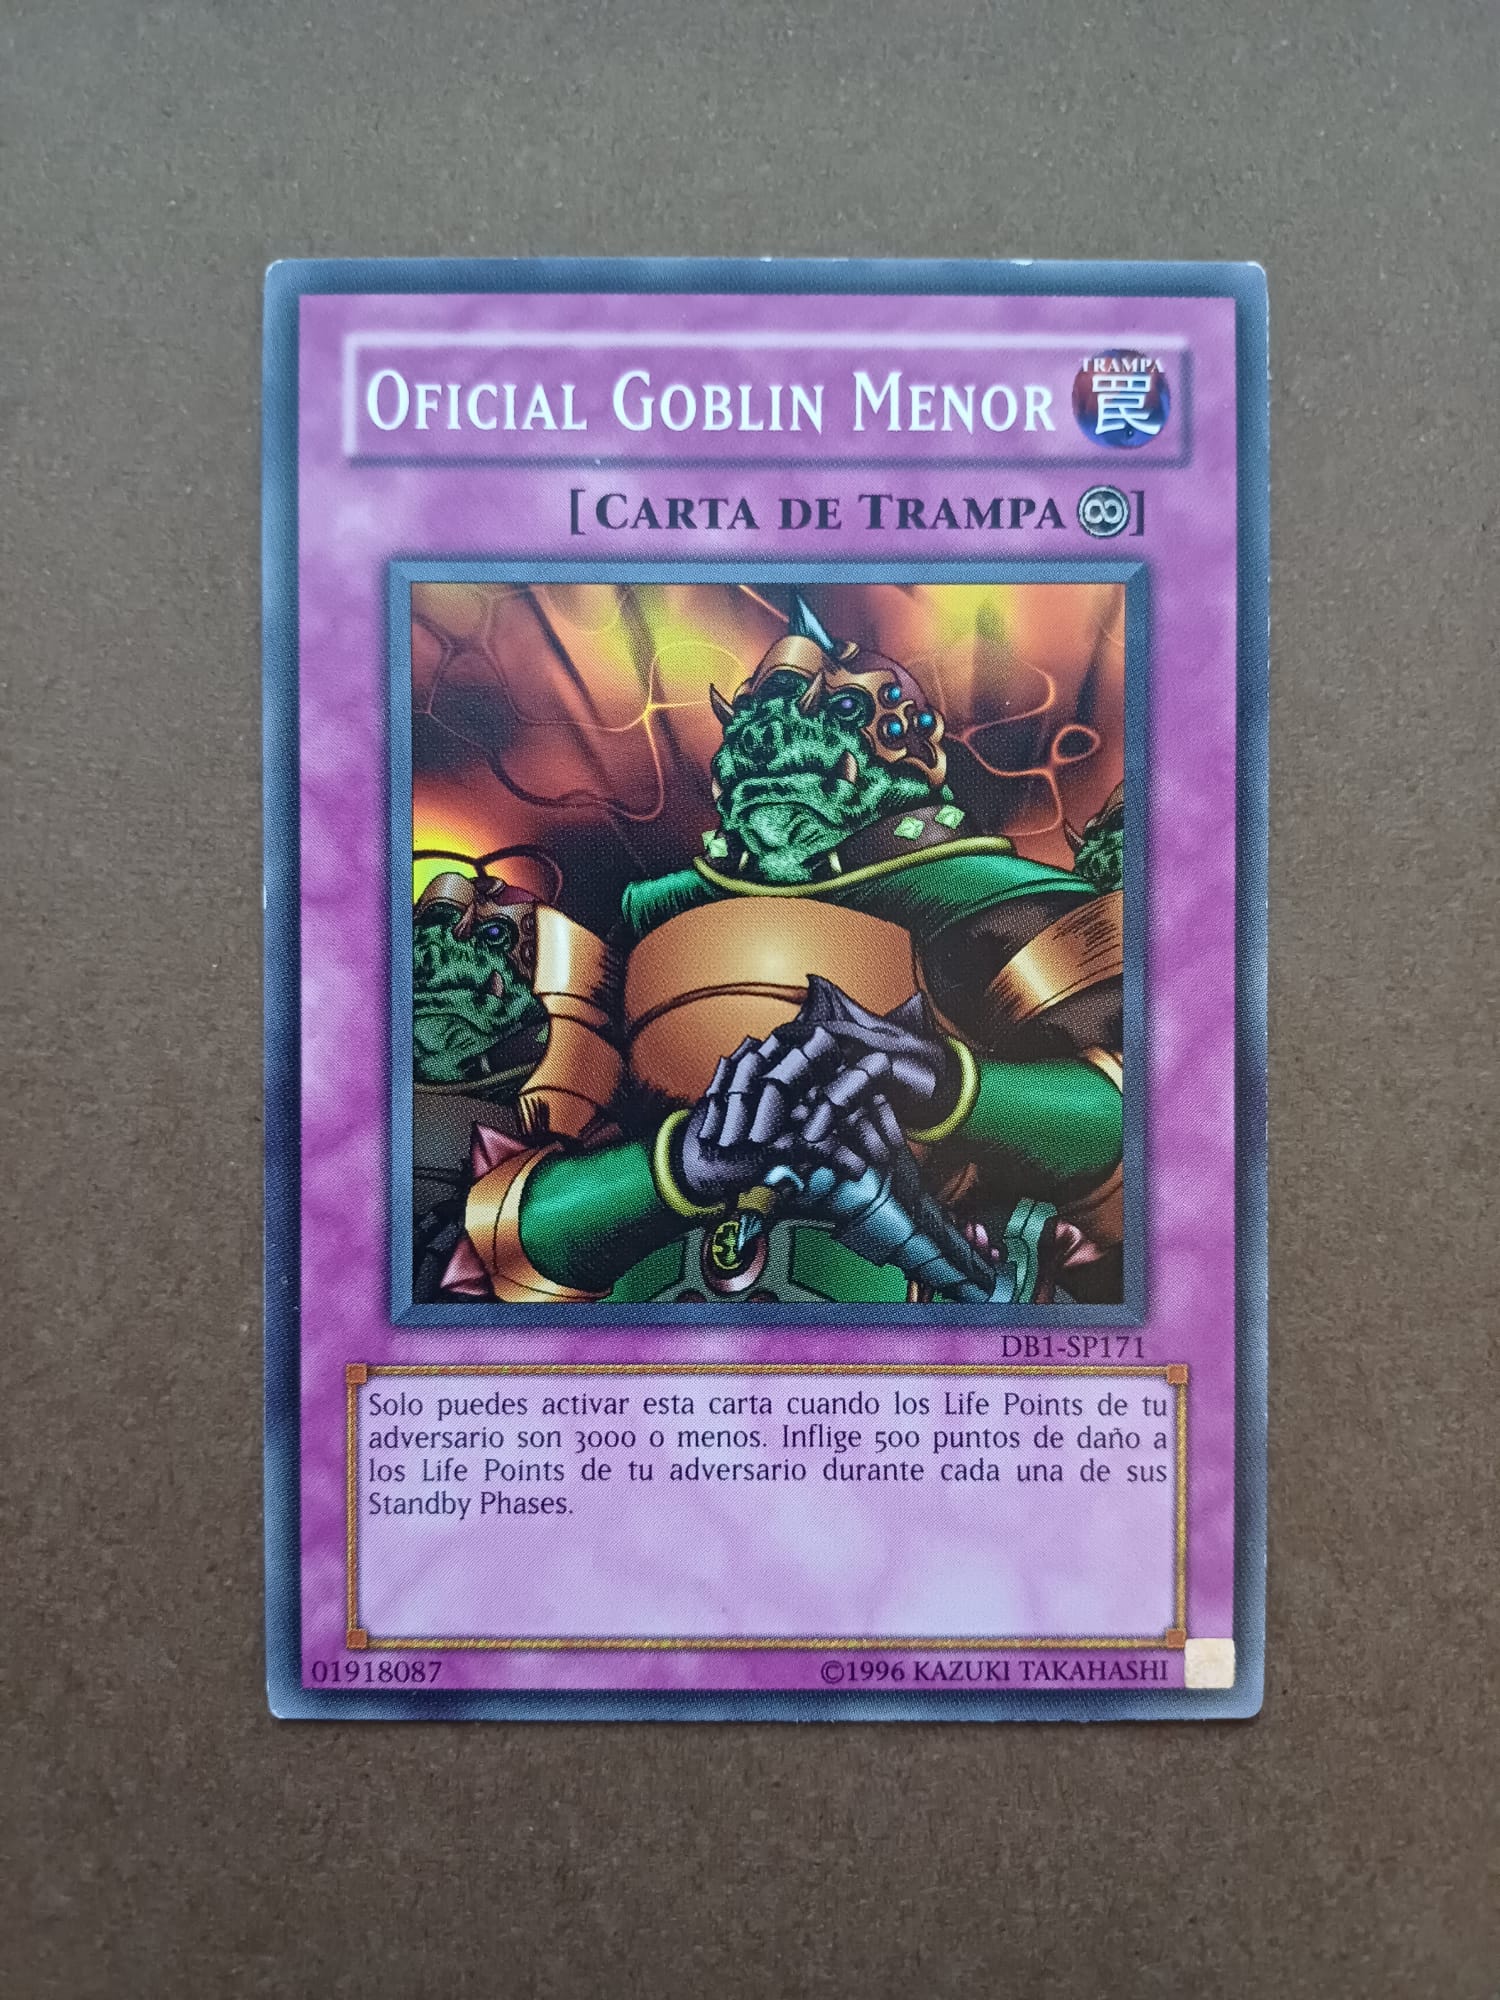 OFICIAL GOBLIN MENOR
TRAMPA
罠
[CARTA DE TRAMPA ∞]
DB1-SP171
Solo puedes activar esta carta cuando los Life Points de tu
adversario son 3000 o menos. Inflige 500 puntos de daño a
los Life Points de tu adversario durante cada una de sus
Standby Phases.
01918087
©1996 KAZUKI TAKAHASHI